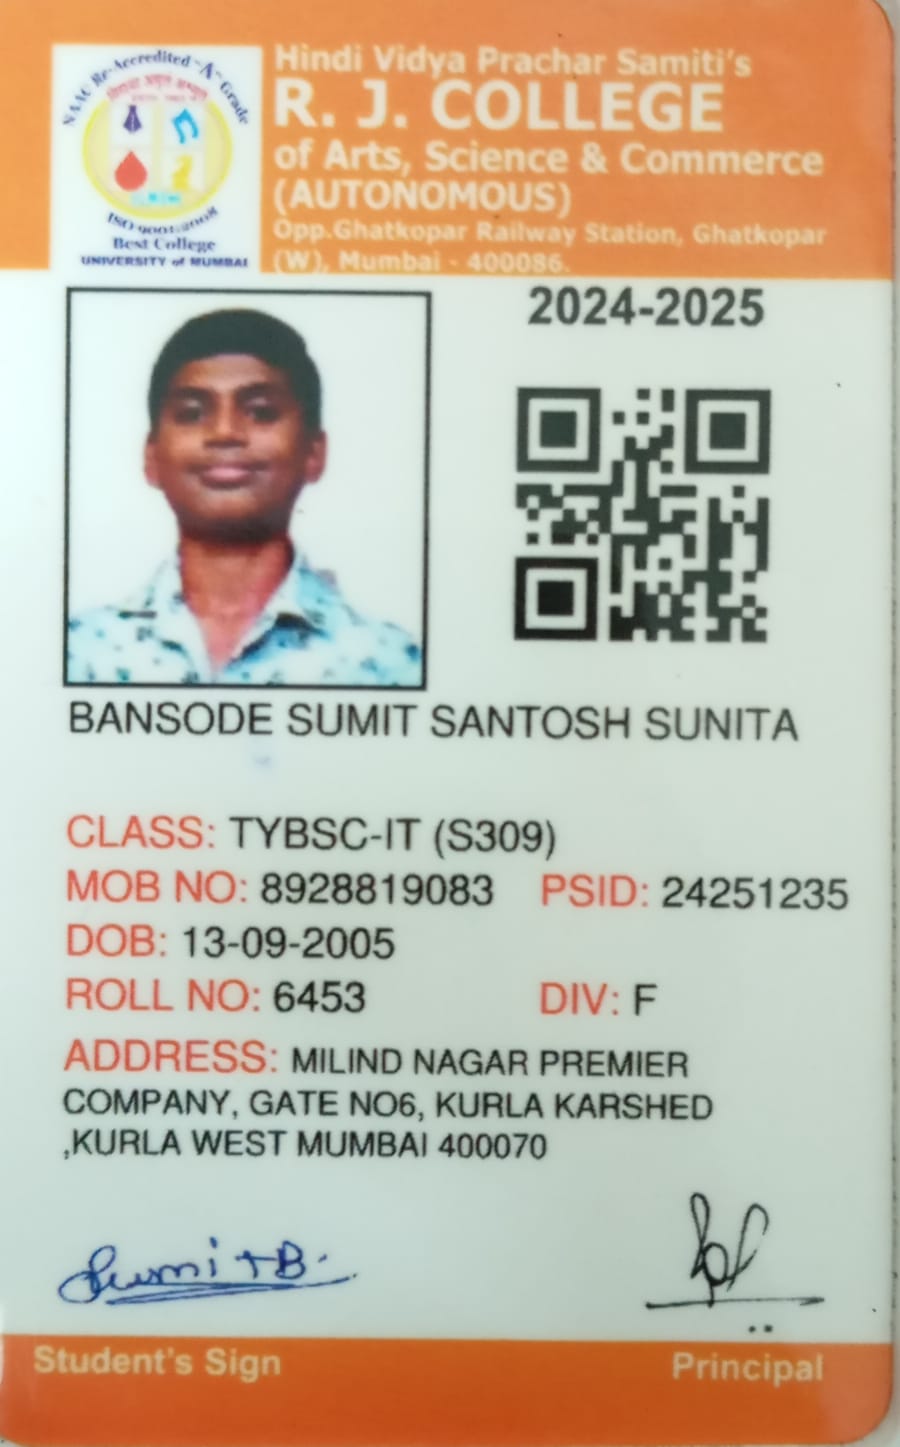 NAAC Re-Accredited "A" Grade
ISO 9001:2008
Best College
UNIVERSITY of MUMBAI
Hindi Vidya Prachar Samiti's
R. J. COLLEGE
of Arts, Science & Commerce
(AUTONOMOUS)
Opp.Ghatkopar Railway Station, Ghatkopar
(W), Mumbai - 400086.
2024-2025
BANSODE SUMIT SANTOSH SUNITA
CLASS: TYBSC-IT (S309)
MOB NO: 8928819083 PSID: 24251235
DOB: 13-09-2005
ROLL NO: 6453 DIV: F
ADDRESS: MILIND NAGAR PREMIER
COMPANY, GATE NO6, KURLA KARSHED
,KURLA WEST MUMBAI 400070
Sumit B.
Student's Sign Principal